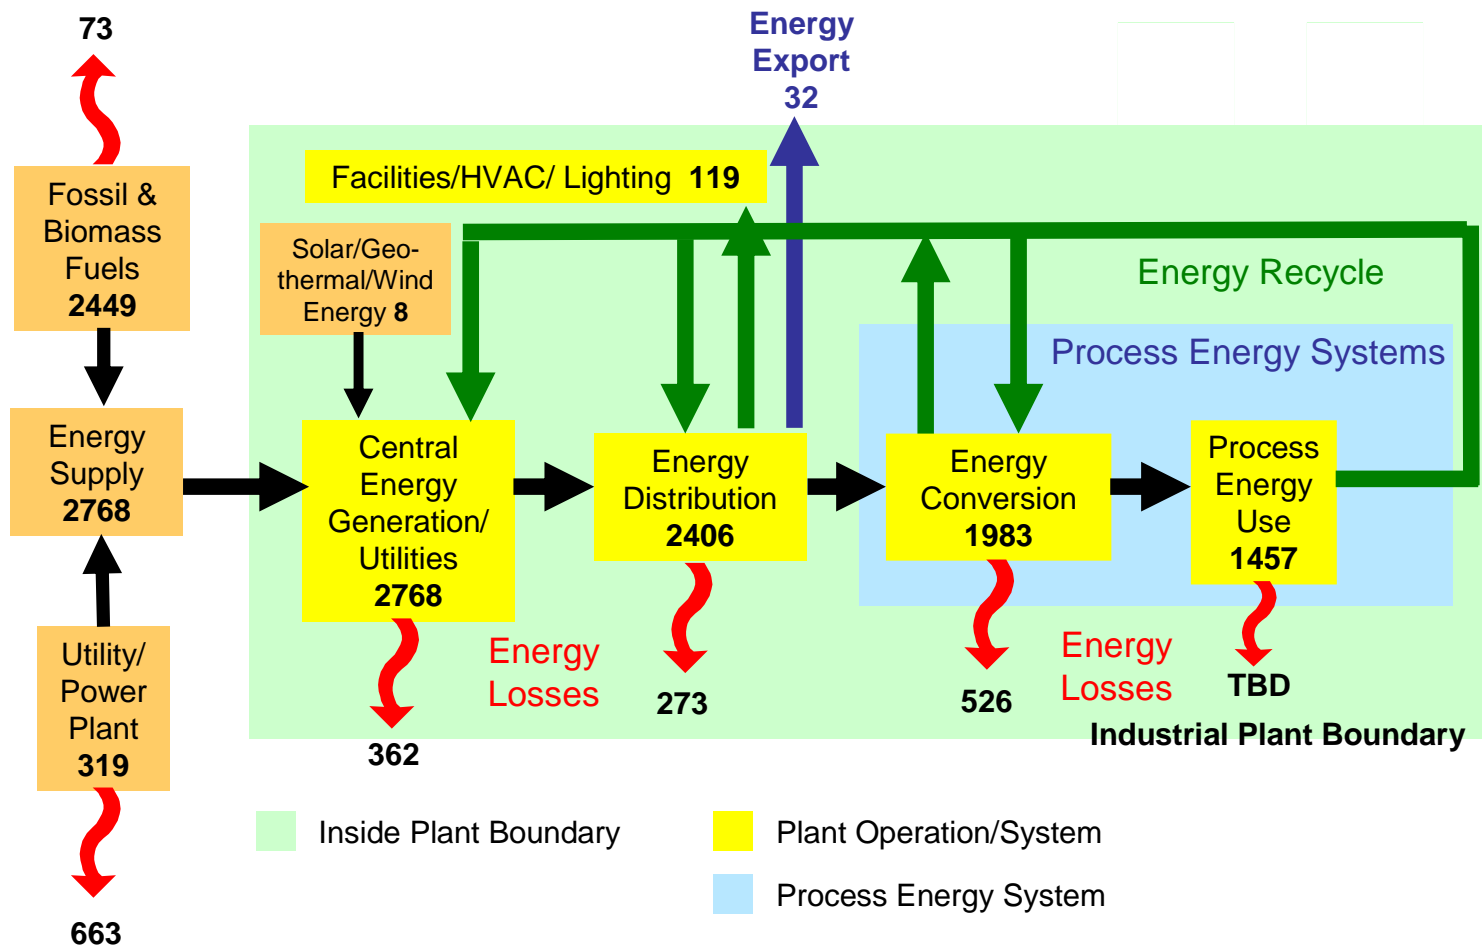 73
Energy
Export
32
Fossil &
Biomass
Fuels
2449
Facilities/HVAC/ Lighting 119
Solar/Geo-
thermal/Wind
Energy 8
Energy Recycle
Process Energy Systems
Energy
Supply
2768
Central
Energy
Generation/
Utilities
2768
Energy
Distribution
2406
Energy
Conversion
1983
Process
Energy
Use
1457
Utility/
Power
Plant
319
Energy
Losses
362
273
526
Energy
Losses
TBD
Industrial Plant Boundary
663
Inside Plant Boundary
Plant Operation/System
Process Energy System